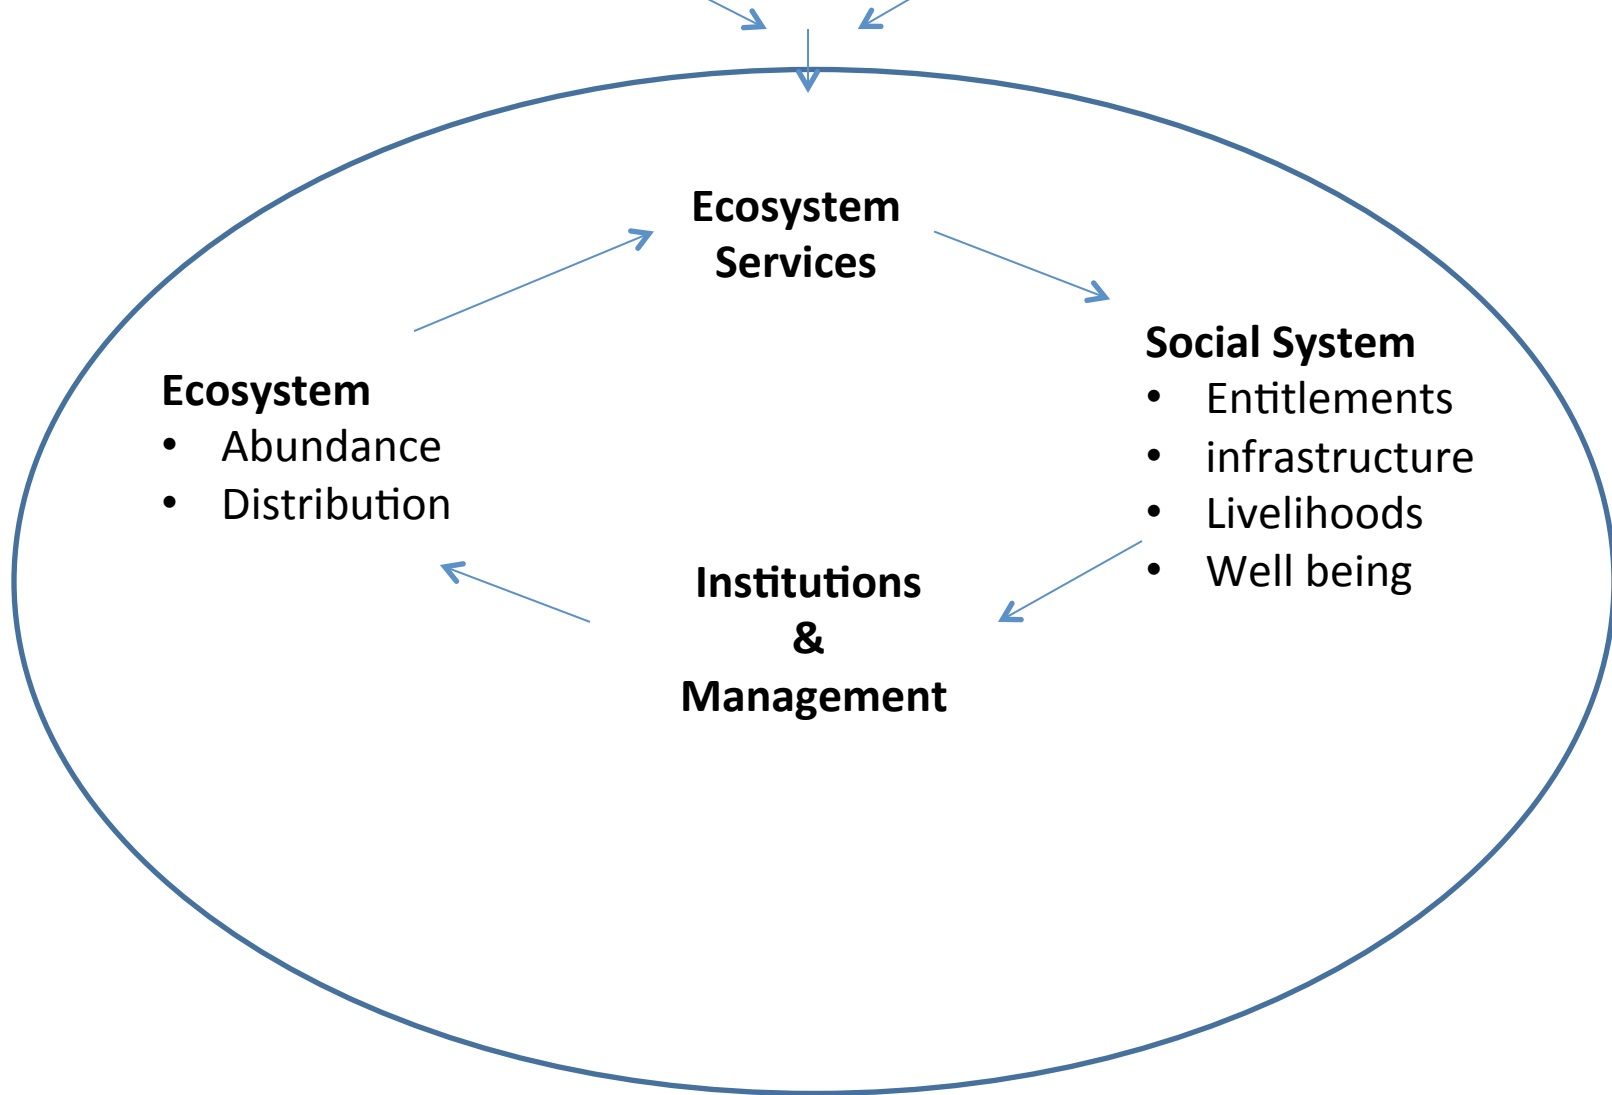 Ecosystem
Services
Social System
• Entitlements
• infrastructure
• Livelihoods
• Well being
Ecosystem
• Abundance
• Distribution
Institutions
&
Management